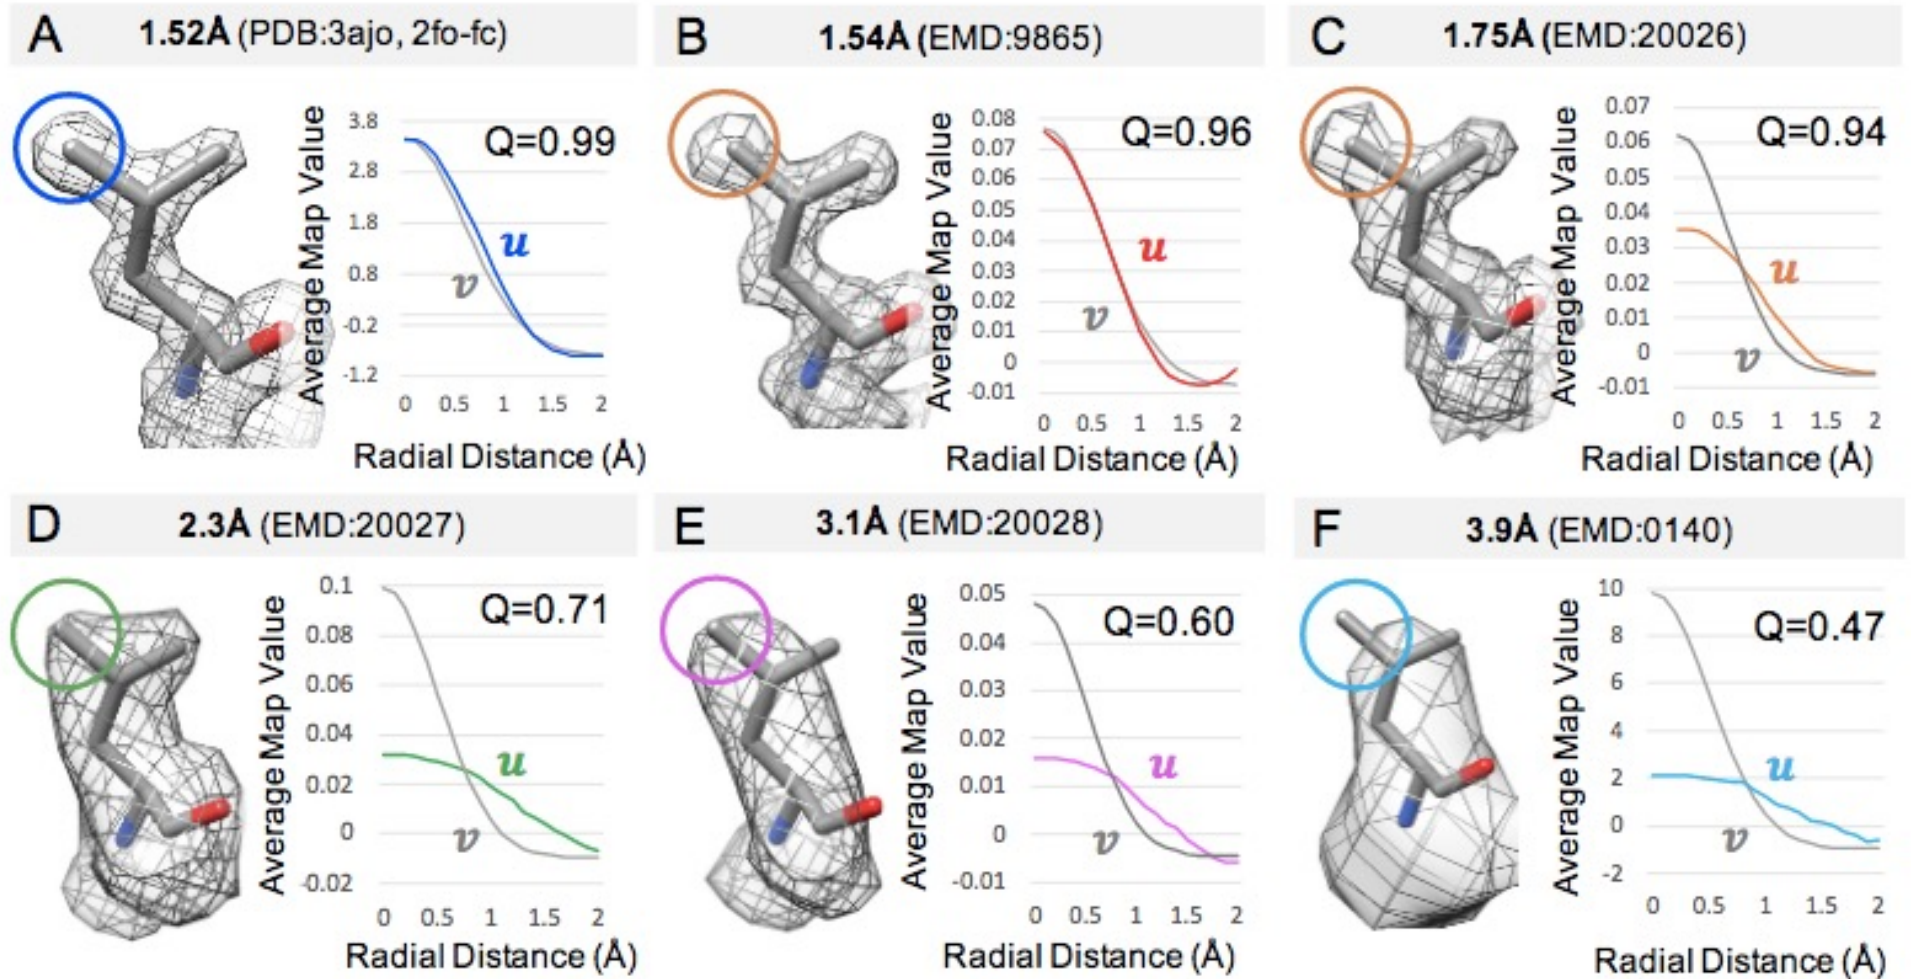 A 1.52Å (PDB:3ajo, 2fo-fc)
Average Map Value
3.8
2.8
1.8
0.8
-0.2
-1.2
Q=0.99
u
v
0 0.5 1 1.5 2
Radial Distance (Å)
B 1.54Å (EMD:9865)
Average Map Value
0.08
0.07
0.06
0.05
0.04
0.03
0.02
0.01
0
-0.01
Q=0.96
u
v
0 0.5 1 1.5 2
Radial Distance (Å)
C 1.75Å (EMD:20026)
Average Map Value
0.07
0.06
0.05
0.04
0.03
0.02
0.01
0
-0.01
Q=0.94
u
v
0 0.5 1 1.5 2
Radial Distance (Å)
D 2.3Å (EMD:20027)
Average Map Value
0.1
0.08
0.06
0.04
0.02
0
-0.02
Q=0.71
u
v
0 0.5 1 1.5 2
Radial Distance (Å)
E 3.1Å (EMD:20028)
Average Map Value
0.05
0.04
0.03
0.02
0.01
0
-0.01
Q=0.60
u
v
0 0.5 1 1.5 2
Radial Distance (Å)
F 3.9Å (EMD:0140)
Average Map Value
10
8
6
4
2
0
-2
Q=0.47
u
v
0 0.5 1 1.5 2
Radial Distance (Å)